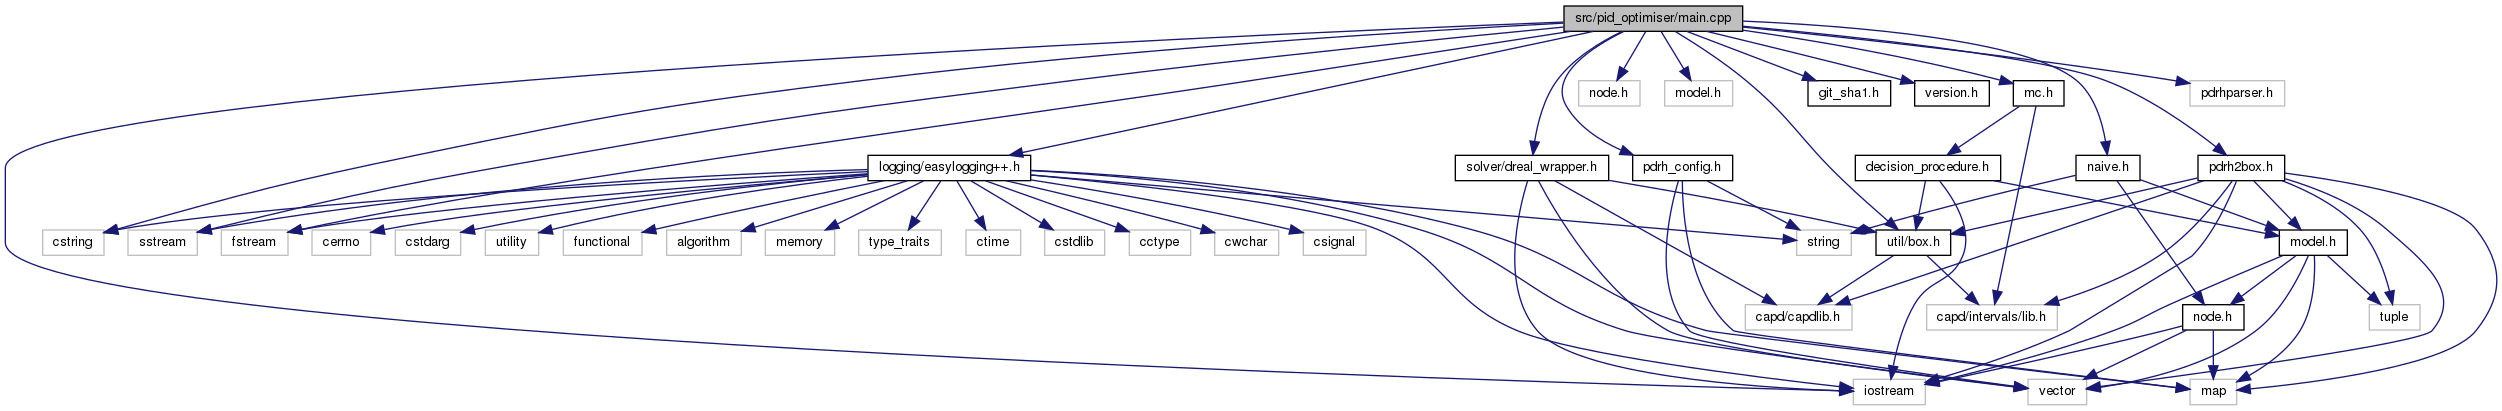 src/pid_optimiser/main.cpp
node.h
model.h
git_sha1.h
version.h
mc.h
pdrhparser.h
logging/easylogging++.h
solver/dreal_wrapper.h
pdrh_config.h
decision_procedure.h
naive.h
pdrh2box.h
cstring
sstream
fstream
cerrno
cstdarg
utility
functional
algorithm
memory
type_traits
ctime
cstdlib
cctype
cwchar
csignal
string
util/box.h
model.h
capd/capdlib.h
capd/intervals/lib.h
node.h
tuple
iostream
vector
map